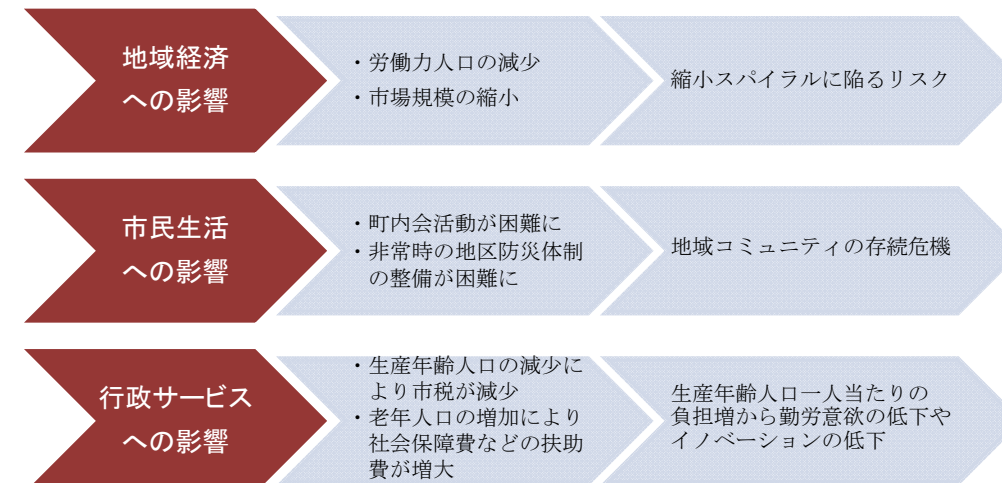 地域経済
への影響
・労働力人口の減少
・市場規模の縮小
縮小スパイラルに陥るリスク
市民生活
への影響
・町内会活動が困難に
・非常時の地区防災体制
の整備が困難に
地域コミュニティの存続危機
行政サービス
への影響
・生産年齢人口の減少に
より市税が減少
・老年人口の増加により
社会保障費などの扶助
費が増大
生産年齢人口一人当たりの
負担増から勤労意欲の低下や
イノベーションの低下